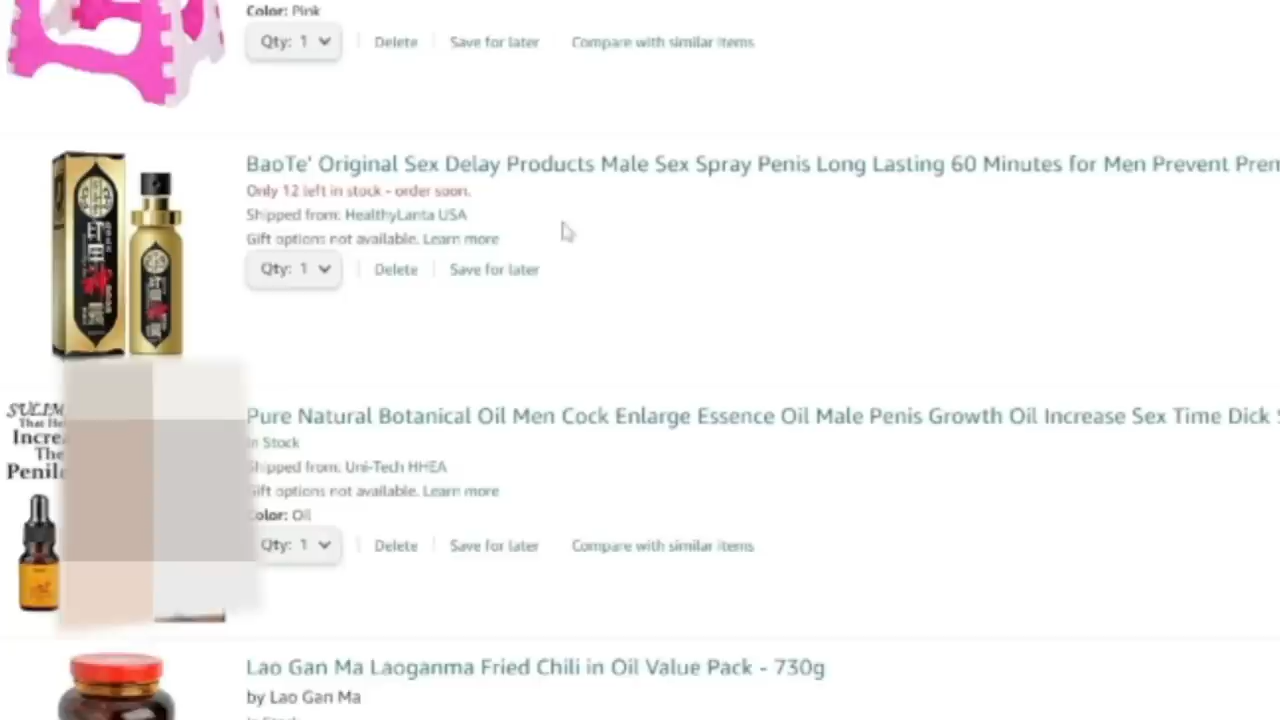 Color: Pink
Qty: 1
Delete
Save for later
Compare with similar items
BaoTe' Original Sex Delay Products Male Sex Spray Penis Long Lasting 60 Minutes for Men Prevent
Only 12 left in stock - order soon.
Shipped from: HealthyLanta USA
Gift options not available. Learn more
Qty: 1
Delete
Save for later
Pure Natural Botanical Oil Men Cock Enlarge Essence Oil Male Penis Growth Oil Increase Sex Time Dick
In Stock
Shipped from: Uni-Tech HHEA
Gift options not available. Learn more
Color: Oil
Qty: 1
Delete
Save for later
Compare with similar items
That
The
Lao Gan Ma Laoganma Fried Chili in Oil Value Pack - 730g
by Lao Gan Ma
In Stock